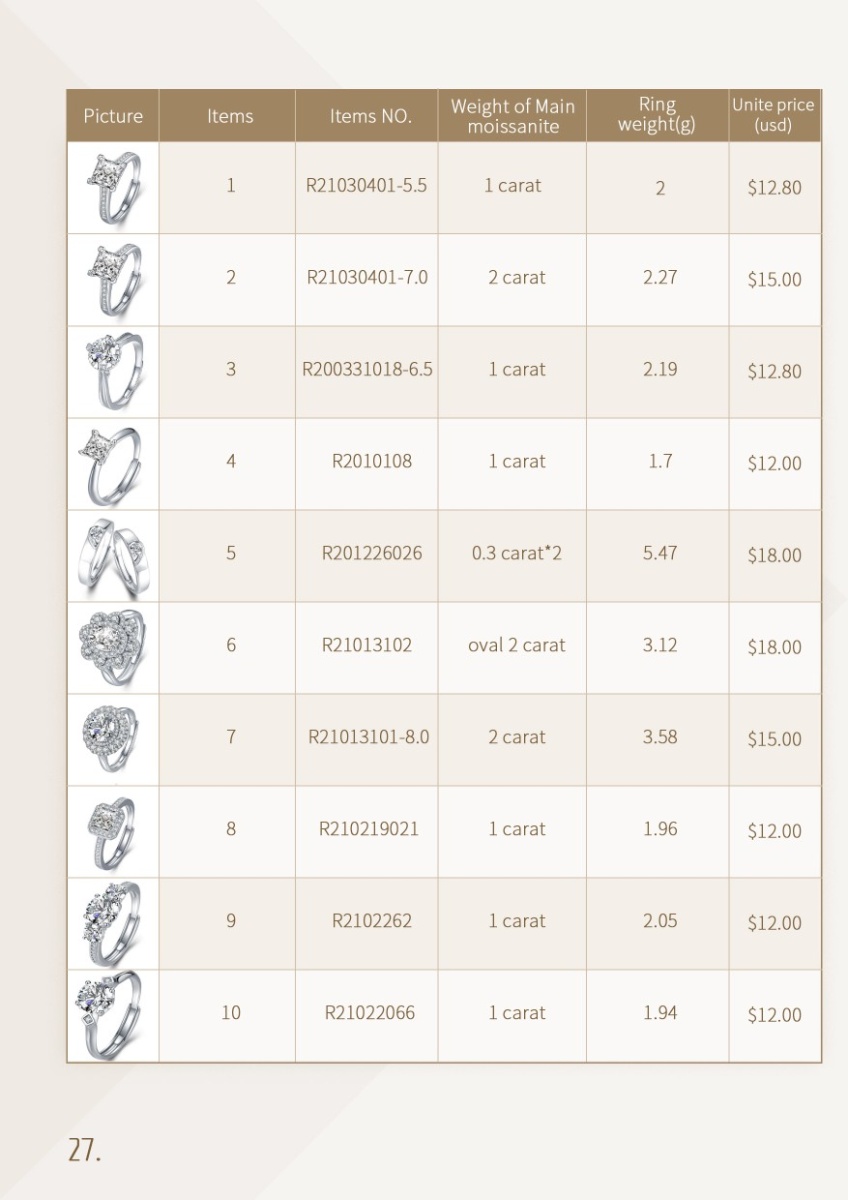 Picture Items Items NO. Weight of Main moissanite Ring weight(g) Unite price (usd)
1 R21030401-5.5 1 carat 2 $12.80
2 R21030401-7.0 2 carat 2.27 $15.00
3 R200331018-6.5 1 carat 2.19 $12.80
4 R2010108 1 carat 1.7 $12.00
5 R201226026 0.3 carat*2 5.47 $18.00
6 R21013102 oval 2 carat 3.12 $18.00
7 R21013101-8.0 2 carat 3.58 $15.00
8 R210219021 1 carat 1.96 $12.00
9 R2102262 1 carat 2.05 $12.00
10 R21022066 1 carat 1.94 $12.00
27.